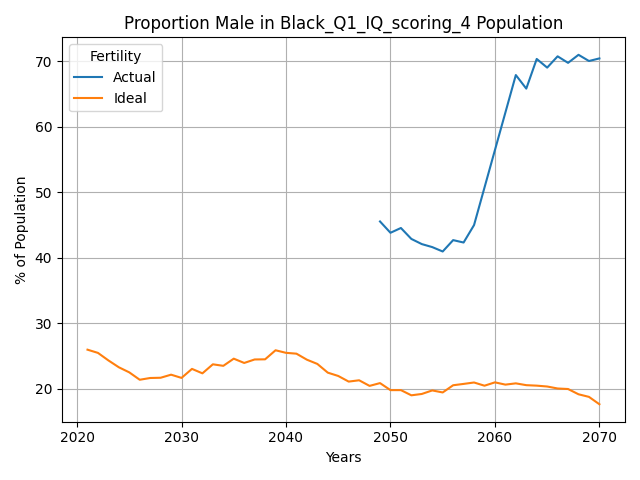 Proportion Male in Black_Q1_IQ_scoring_4 Population
Fertility
Actual
Ideal
% of Population
70
60
50
40
30
20
2020 2030 2040 2050 2060 2070
Years